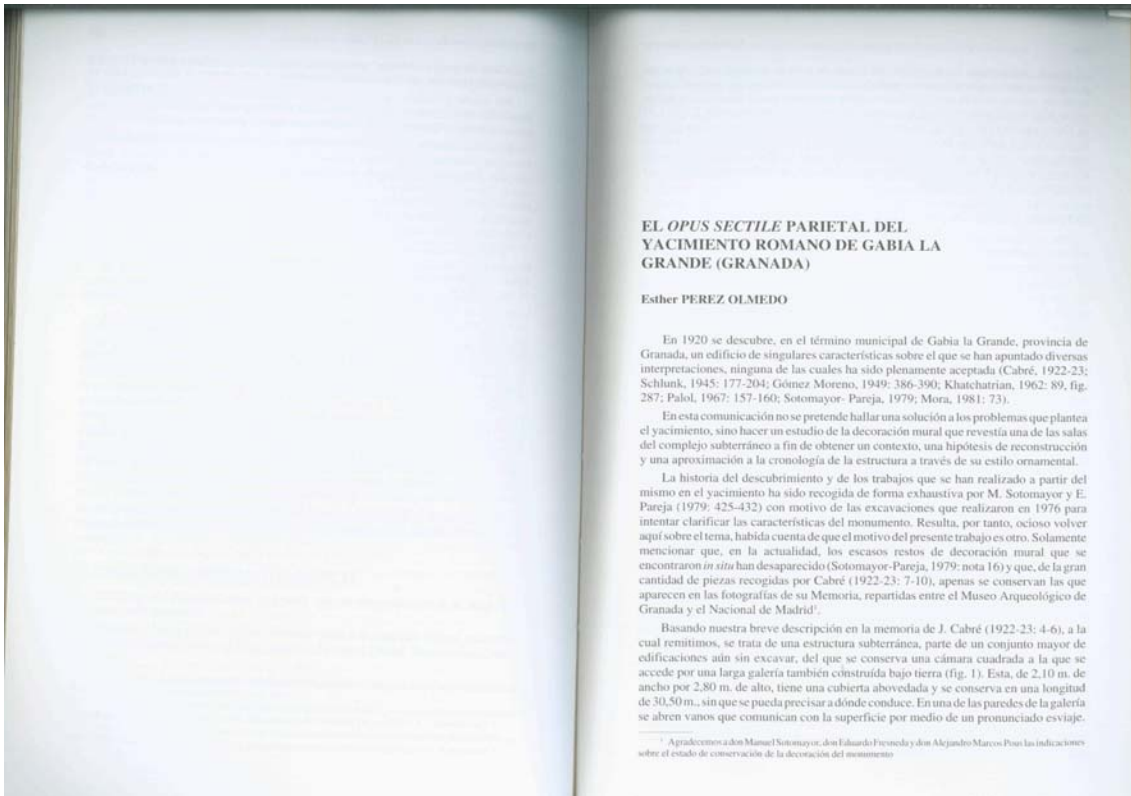 EL OPUS SECTILE PARIETAL DEL
YACIMIENTO ROMANO DE GABIA LA
GRANDE (GRANADA)
Esther PEREZ OLMEDO
En 1920 se descubre, en el término municipal de Gabia la Grande, provincia de
Granada, un edificio de singulares características sobre el que se han apuntado diversas
interpretaciones, ninguna de las cuales ha sido plenamente aceptada (Cabré, 1922-23;
Schlunk, 1945: 177-204; Gómez Moreno, 1949: 386-390; Khatchatrian, 1962: 89, fig.
287; Palol, 1967: 157-160; Sotomayor- Pareja, 1979; Mora, 1981: 73).
En esta comunicación no se pretende hallar una solución a los problemas que plantea
el yacimiento, sino hacer un estudio de la decoración mural que revestía una de las salas
del complejo subterráneo a fin de obtener un contexto, una hipótesis de reconstrucción
y una aproximación a la cronología de la estructura a través de su estilo ornamental.
La historia del descubrimiento y de los trabajos que se han realizado a partir del
mismo en el yacimiento ha sido recogida de forma exhaustiva por M. Sotomayor y E.
Pareja (1979: 425-432) con motivo de las excavaciones que realizaron en 1976 para
intentar clarificar las características del monumento. Resulta, por tanto, ocioso volver
aquí sobre el tema, habida cuenta de que el motivo del presente trabajo es otro. Solamente
mencionar que, en la actualidad, los escasos restos de decoración mural que se
encontraron in situ han desaparecido (Sotomayor-Pareja, 1979: nota 16) y que, de la gran
cantidad de piezas recogidas por Cabré (1922-23: 7-10), apenas se conservan las que
aparecen en las fotografías de su Memoria, repartidas entre el Museo Arqueológico de
Granada y el Nacional de Madrid¹.
Basando nuestra breve descripción en la memoria de J. Cabré (1922-23: 4-6), a la
cual remitimos, se trata de una estructura subterránea, parte de un conjunto mayor de
edificaciones aún sin excavar, del que se conserva una cámara cuadrada a la que se
accede por una larga galería también construída bajo tierra (fig. 1). Esta, de 2,10 m. de
ancho por 2,80 m. de alto, tiene una cubierta abovedada y se conserva en una longitud
de 30,50 m., sin que se pueda precisar a dónde conduce. En una de las paredes de la galería
se abren vanos que comunican con la superficie por medio de un pronunciado esviaje.
¹ Agradecemos a don Manuel Sotomayor, don Eduardo Fresneda y don Alejandro Marcos Pous las indicaciones
sobre el estado de conservación de la decoración del monumento